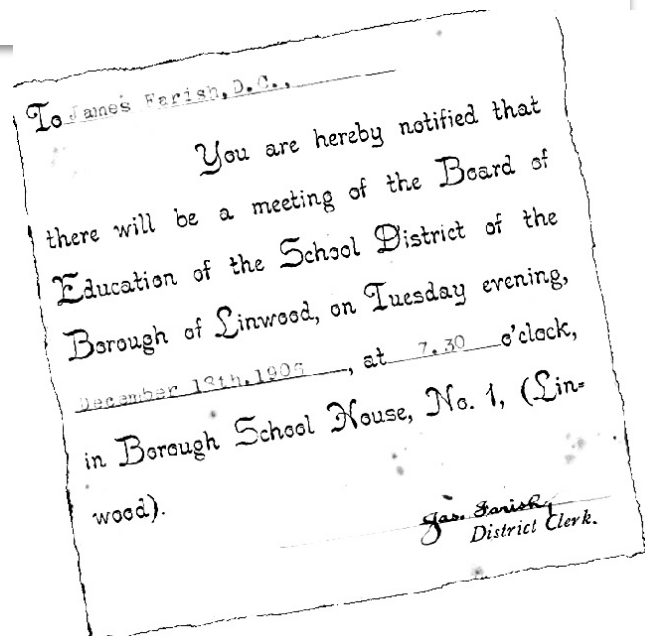 To James Farish, D.C.,
You are hereby notified that
there will be a meeting of the Board of
Education of the School District of the
Borough of Linwood, on Tuesday evening,
December 18th.1906, at 7.30 o'clock,
in Borough School House, No. 1, (Lin=
wood).
Jas. Farish,
District Clerk.